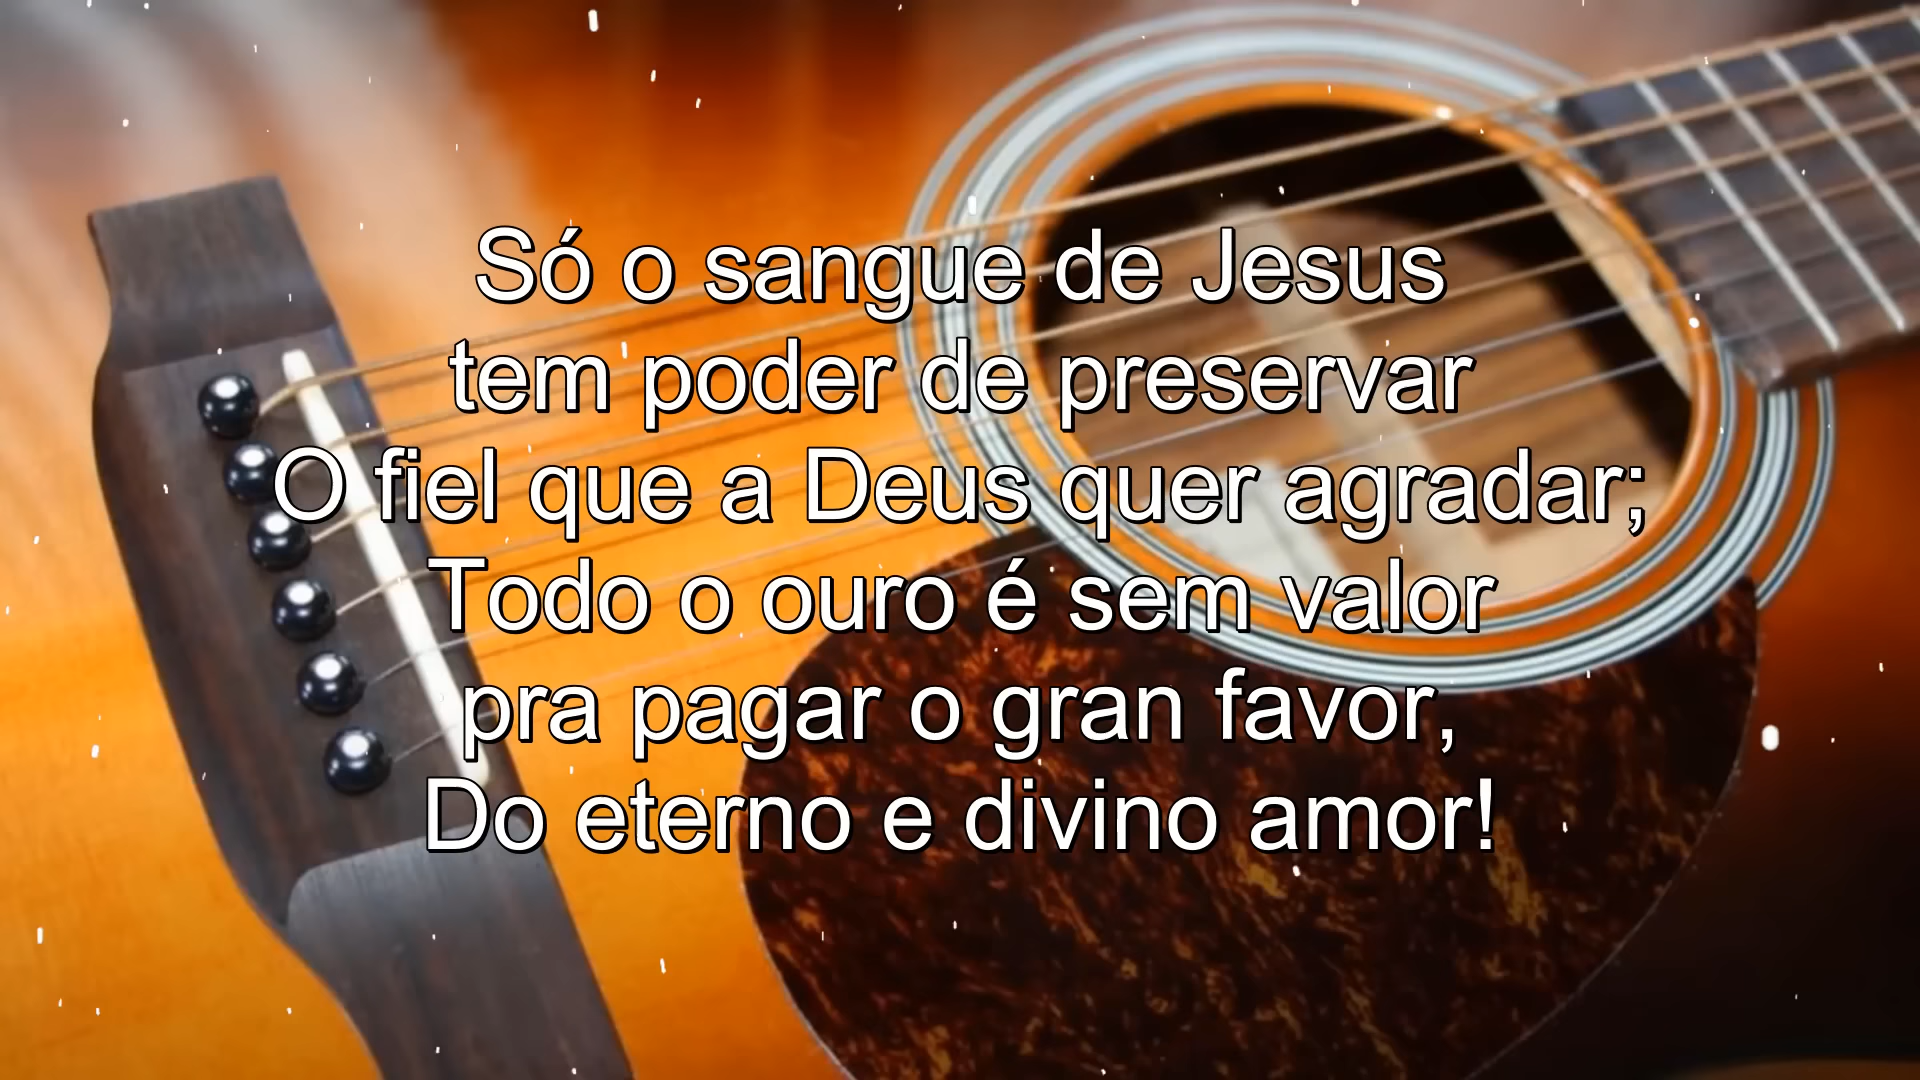 Só o sangue de Jesus
tem poder de preservar
O fiel que a Deus quer agradar;
Todo o ouro é sem valor
pra pagar o gran favor,
Do eterno e divino amor!